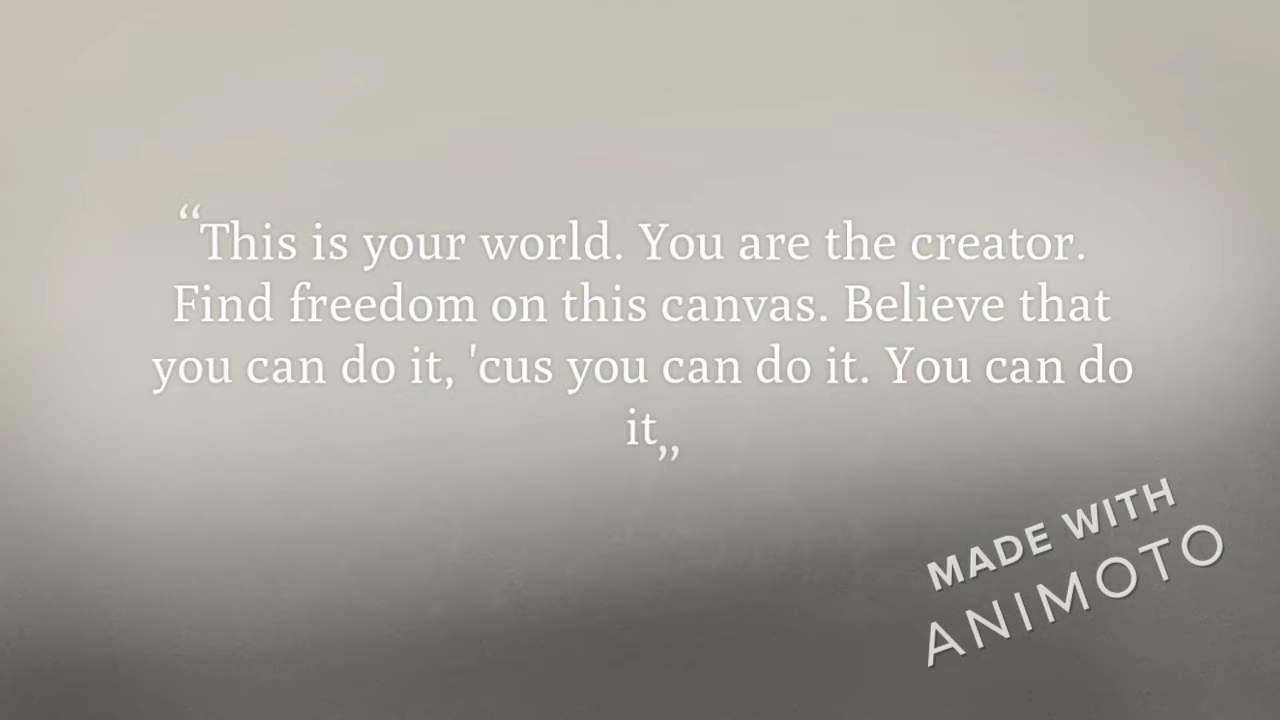 “This is your world. You are the creator.
Find freedom on this canvas. Believe that
you can do it, 'cus you can do it. You can do
it„
MADE WITH
ANIMOTO